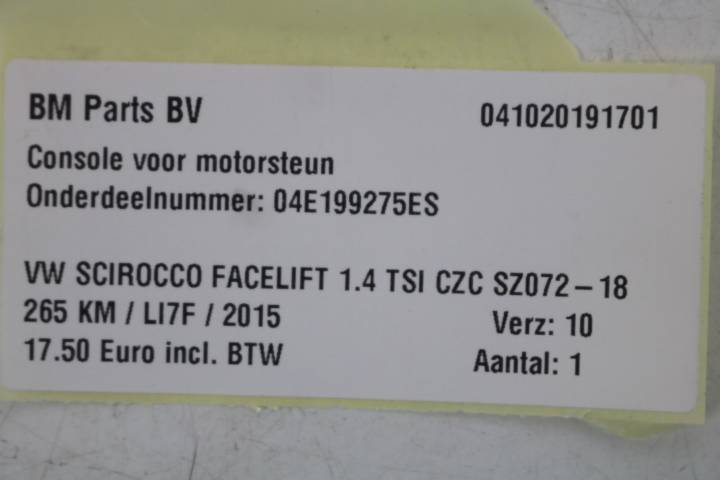 BM Parts BV 041020191701
Console voor motorsteun
Onderdeelnummer: 04E199275ES
VW SCIROCCO FACELIFT 1.4 TSI CZC SZ072-18
265 KM / LI7F / 2015 Verz: 10
17.50 Euro incl. BTW Aantal: 1